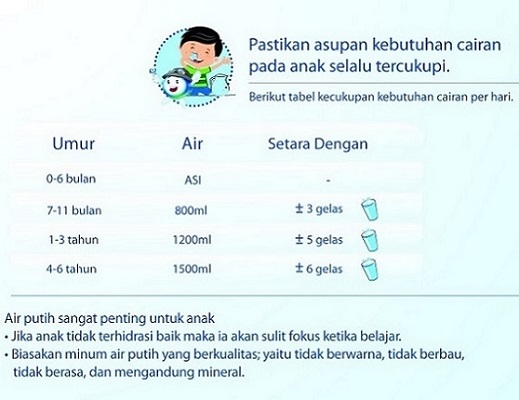 Pastikan asupan kebutuhan cairan
pada anak selalu tercukupi.
Berikut tabel kecukupan kebutuhan cairan per hari.
Umur Air Setara Dengan
0-6 bulan ASI -
7-11 bulan 800ml ± 3 gelas
1-3 tahun 1200ml ± 5 gelas
4-6 tahun 1500ml ± 6 gelas
Air putih sangat penting untuk anak
• Jika anak tidak terhidrasi baik maka ia akan sulit fokus ketika belajar.
• Biasakan minum air putih yang berkualitas; yaitu tidak berwarna, tidak berbau,
tidak berasa, dan mengandung mineral.